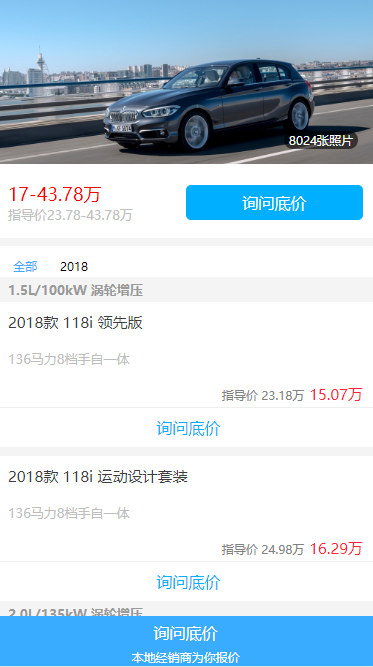 8024张照片
17-43.78万
询问底价
指导价23.78-43.78万
全部 2018
1.5L/100kW 涡轮增压
2018款 118i 领先版
136马力8档手自一体
指导价 23.18万 15.07万
询问底价
2018款 118i 运动设计套装
136马力8档手自一体
指导价 24.98万 16.29万
询问底价
2.0L/135kW 涡轮增压
询问底价
本地经销商为你报价